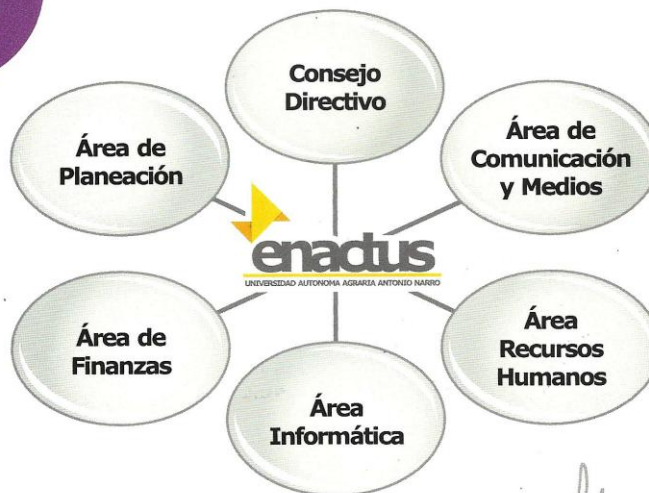 Consejo
Directivo
Área de
Comunicación
y Medios
Área
Recursos
Humanos
Área
Informática
Área de
Finanzas
Área de
Planeación
enactus
UNIVERSIDAD AUTONOMA AGRARIA ANTONIO NARRO